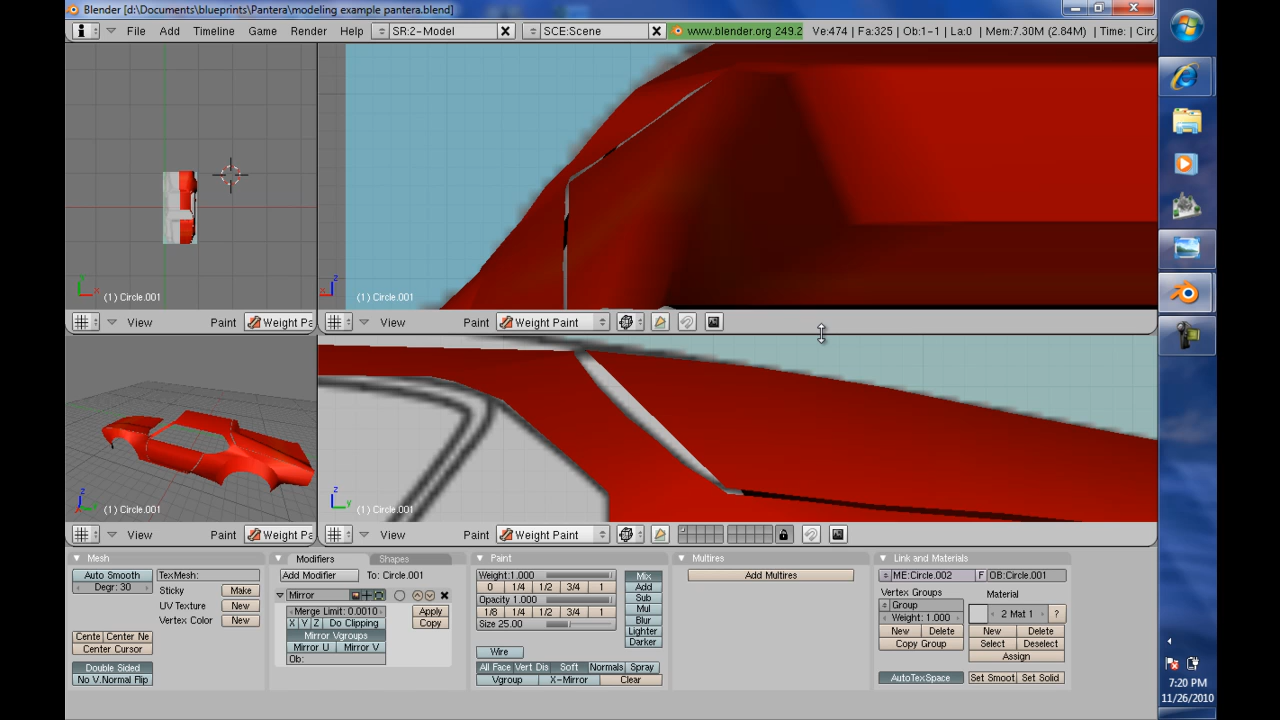 Blender [d:\Documents\blueprints\Pantera\modeling example pantera.blend]
File Add Timeline Game Render Help SR:2-Model SCE:Scene www.blender.org 249.2 Ve:474 | Fa:325 | Ob:1-1 | La:0 | Mem:7.30M (2.64M) | Time: | Circ
(1) Circle.001
(1) Circle.001
View Paint Weight Pa
View Paint Weight Paint
(1) Circle.001
(1) Circle.001
View Paint Weight Pa
View Paint Weight Paint
Mesh
Auto Smooth
Degr: 30
TexMesh:
Sticky Make
UV Texture New
Vertex Color New
Cente Center Ne
Center Cursor
Double Sided
No V.Normal Flip
Modifiers Shapes
Add Modifier To: Circle.001
Mirror
Merge Limit: 0.0010 Apply
X Y Z Do Clipping Copy
Mirror Vgroups
Mirror U Mirror V
Ob:
Paint
Weight:1.000
0 1/4 1/2 3/4 1
Opacity 1.000
1/8 1/4 1/2 3/4 1
Size 25.00
Mix
Add
Sub
Mul
Blur
Lighter
Darker
Wire
All Face Vert Dis Soft Normals Spray
Vgroup X-Mirror Clear
Multires
Add Multires
Link and Materials
ME:Circle.002 F OB:Circle.001
Vertex Groups
Group
Weight: 1.000
New Delete
Copy Group
AutoTexSpace
Material
2 Mat 1 ?
New Delete
Select Deselect
Assign
Set Smoot Set Solid
7:20 PM
11/26/2010